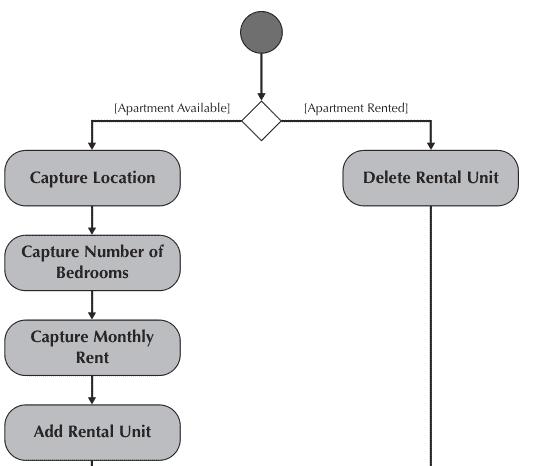 [Apartment Available]
[Apartment Rented]
Capture Location
Delete Rental Unit
Capture Number of
Bedrooms
Capture Monthly
Rent
Add Rental Unit